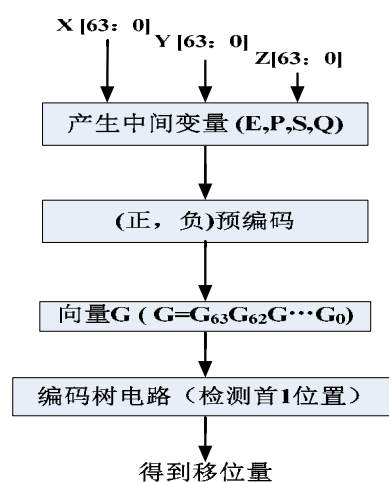 X [63：0]
Y [63：0]
Z[63：0]
产生中间变量 (E,P,S,Q)
(正，负)预编码
向量G ( G=G₆₃G₆₂G⋯G₀)
编码树电路（检测首1位置）
得到移位量